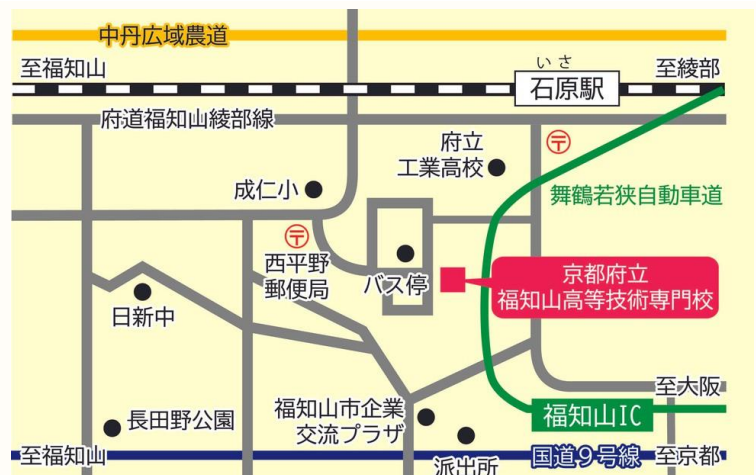 中丹広域農道
至福知山
いさ
石原駅
至綾部
府道福知山綾部線
〒
府立
工業高校
成仁小
舞鶴若狭自動車道
〒
西平野
郵便局
バス停
京都府立
福知山高等技術専門校
日新中
至大阪
福知山市企業
交流プラザ
福知山IC
長田野公園
至福知山
派出所
国道9号線
至京都